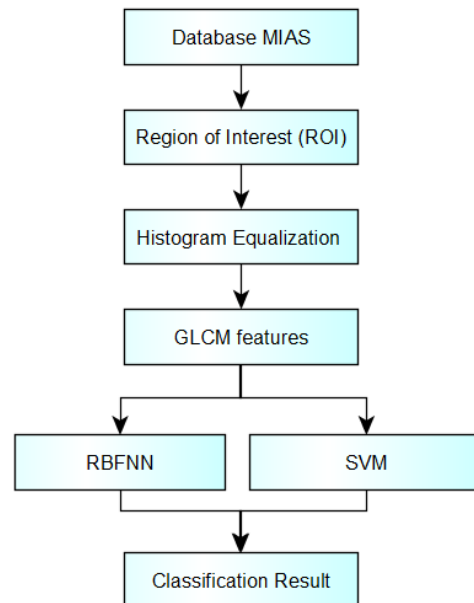 Database MIAS
Region of Interest (ROI)
Histogram Equalization
GLCM features
RBFNN
SVM
Classification Result